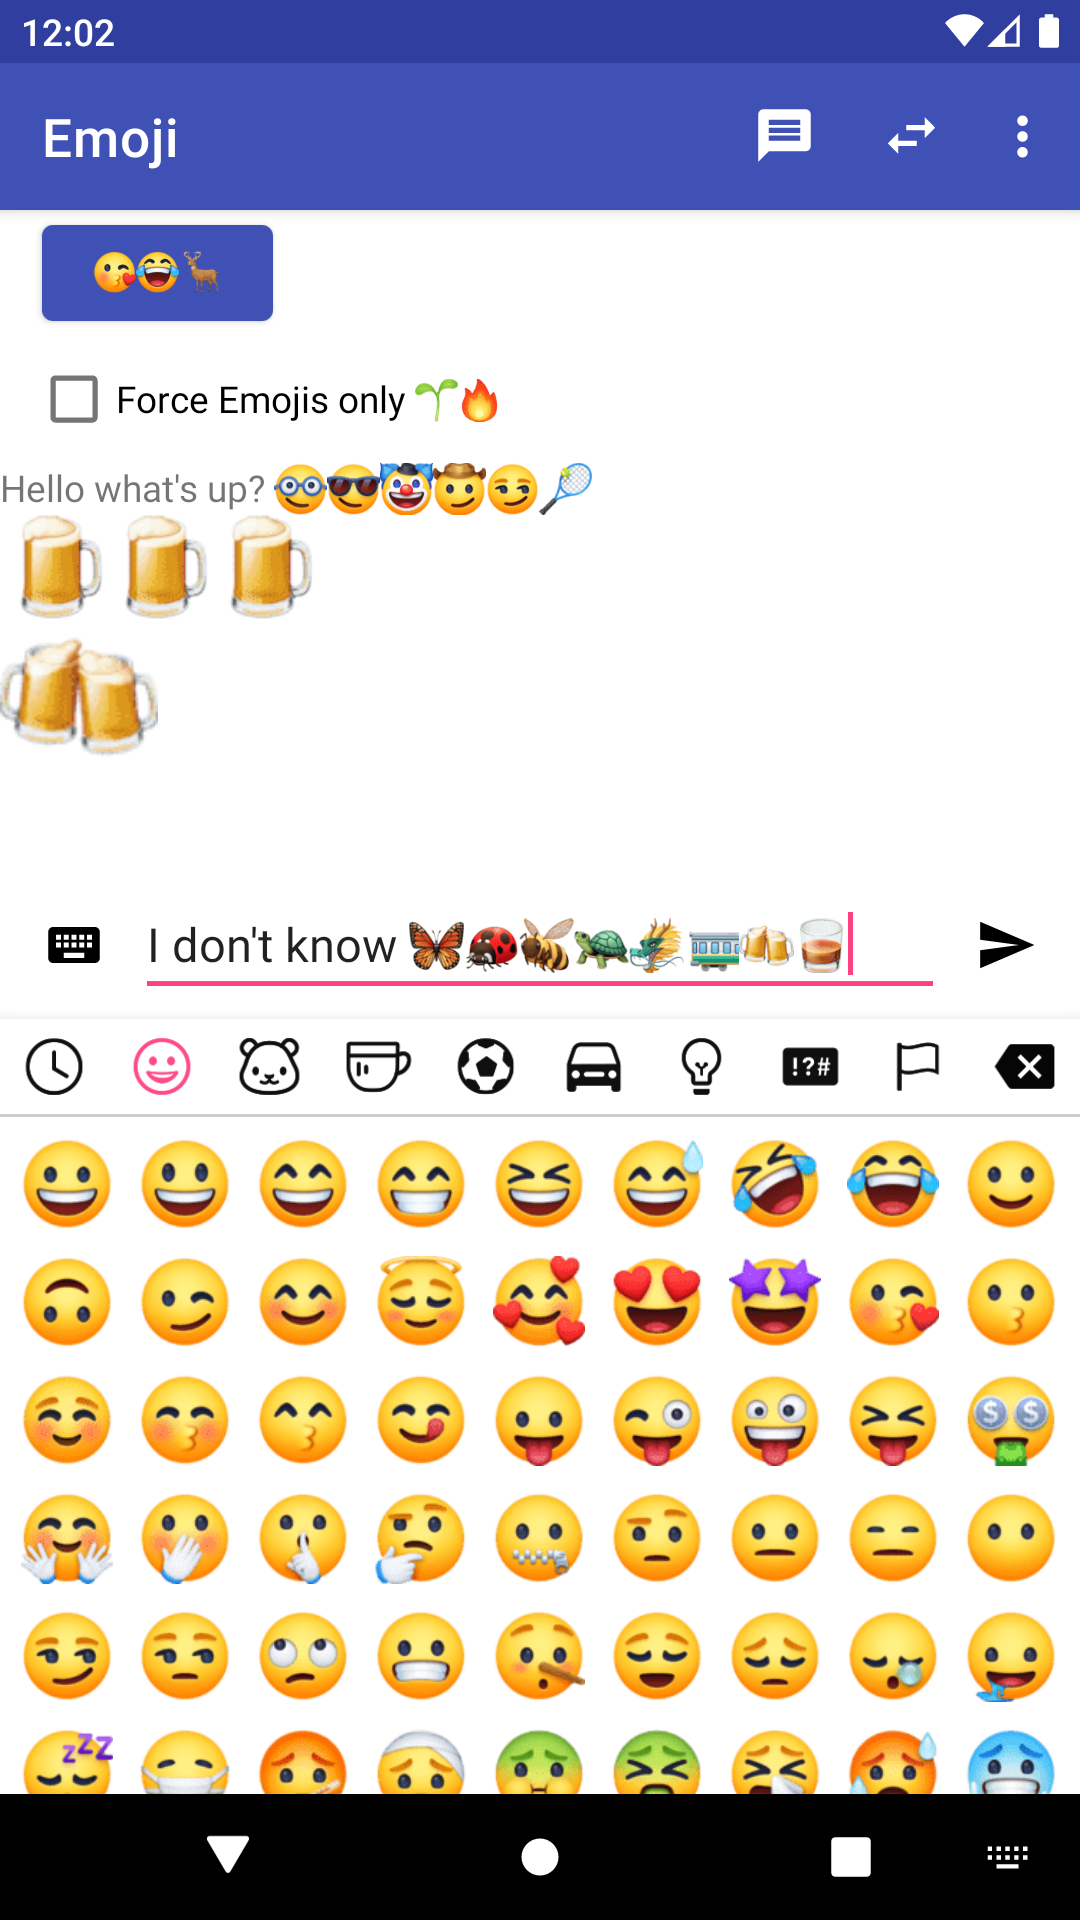 12:02
Emoji
😘😂🦌
Force Emojis only 🌱🔥
Hello what's up? 🤓😎🤡🤠😏🎾
🍺🍺🍺
🍻
I don't know 🦋🐞🐝🐢🐲🚃🍻🥃
!?#